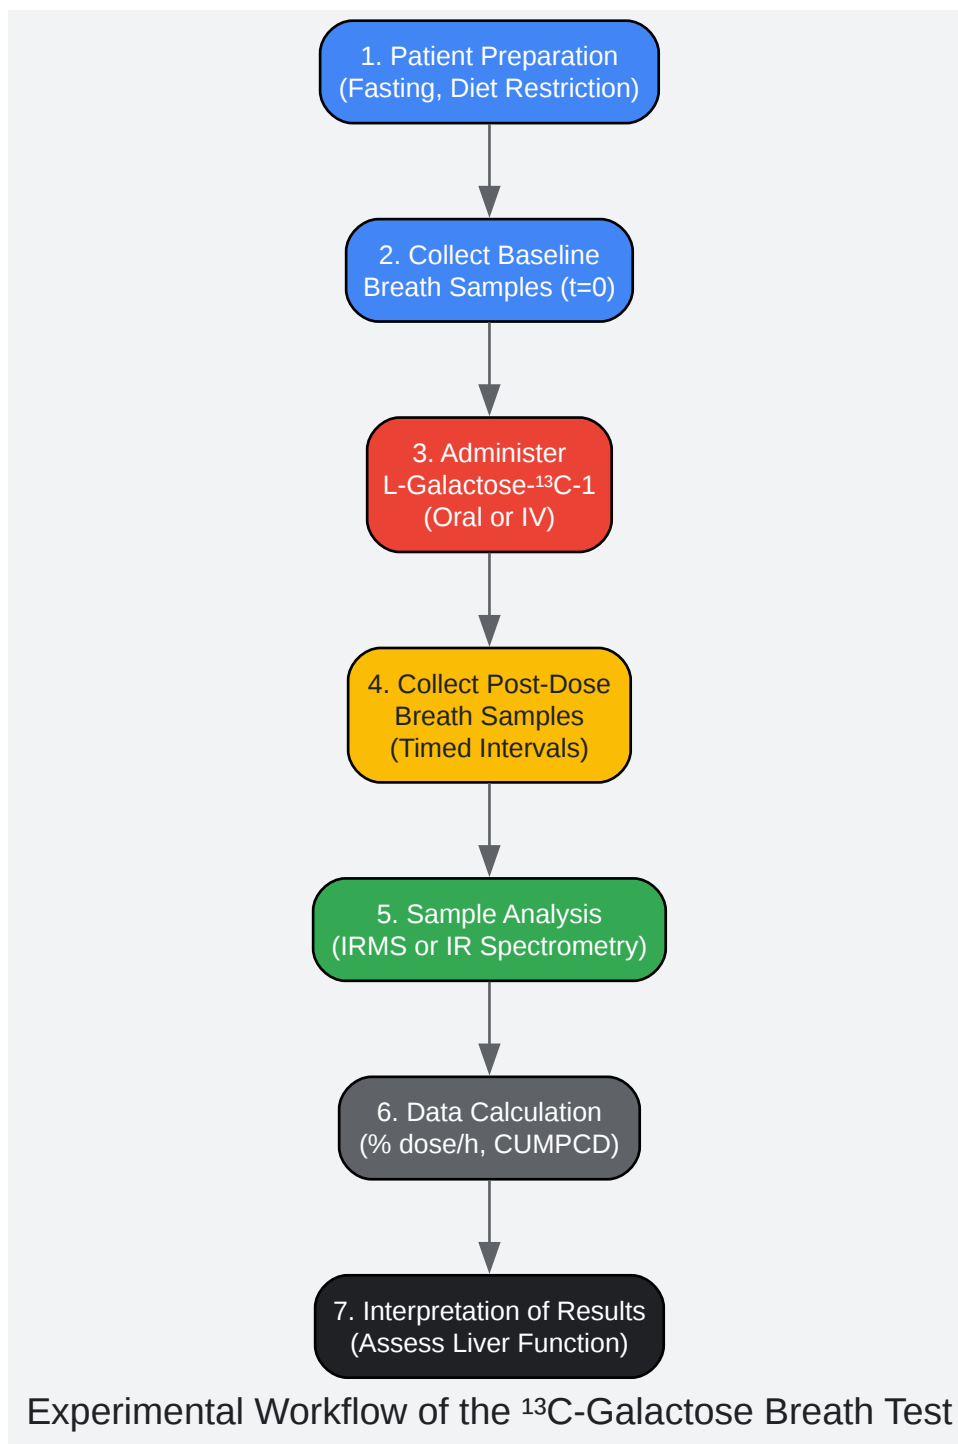 1. Patient Preparation
(Fasting, Diet Restriction)
2. Collect Baseline
Breath Samples (t=0)
3. Administer
L-Galactose-¹³C-1
(Oral or IV)
4. Collect Post-Dose
Breath Samples
(Timed Intervals)
5. Sample Analysis
(IRMS or IR Spectrometry)
6. Data Calculation
(% dose/h, CUMPCD)
7. Interpretation of Results
(Assess Liver Function)
Experimental Workflow of the ¹³C-Galactose Breath Test